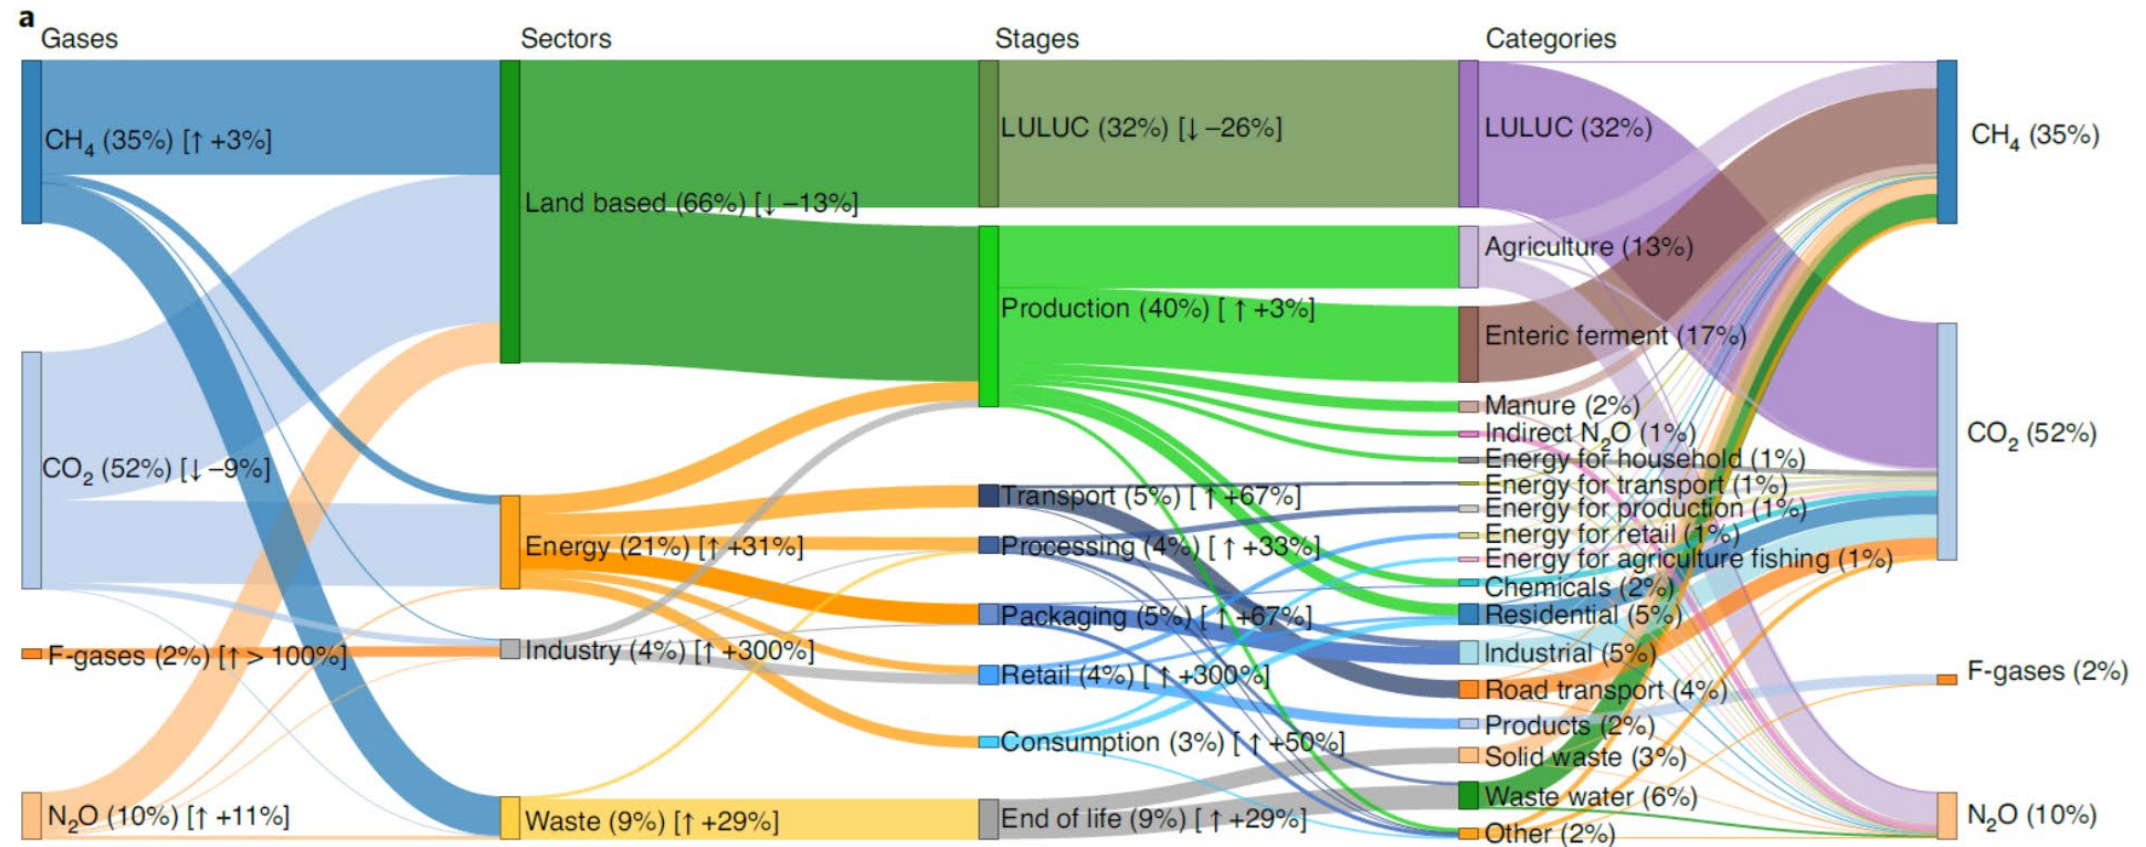 a
Gases
Sectors
Stages
Categories
CH₄ (35%) [↑ +3%]
CO₂ (52%) [↓ −9%]
F-gases (2%) [↑ > 100%]
N₂O (10%) [↑ +11%]
Land based (66%) [↓ −13%]
Energy (21%) [↑ +31%]
Industry (4%) [↑ +300%]
Waste (9%) [↑ +29%]
LULUC (32%) [↓ −26%]
Production (40%) [ ↑ +3%]
Transport (5%) [ ↑ +67%]
Processing (4%) [ ↑ +33%]
Packaging (5%) [ ↑ +67%]
Retail (4%) [ ↑ +300%]
Consumption (3%) [ ↑ +50%]
End of life (9%) [ ↑ +29%]
LULUC (32%)
Agriculture (13%)
Enteric ferment (17%)
Manure (2%)
Indirect N₂O (1%)
Energy for household (1%)
Energy for transport (1%)
Energy for production (1%)
Energy for retail (1%)
Energy for agriculture fishing (1%)
Chemicals (2%)
Residential (5%)
Industrial (5%)
Road transport (4%)
Products (2%)
Solid waste (3%)
Waste water (6%)
Other (2%)
CH₄ (35%)
CO₂ (52%)
F-gases (2%)
N₂O (10%)